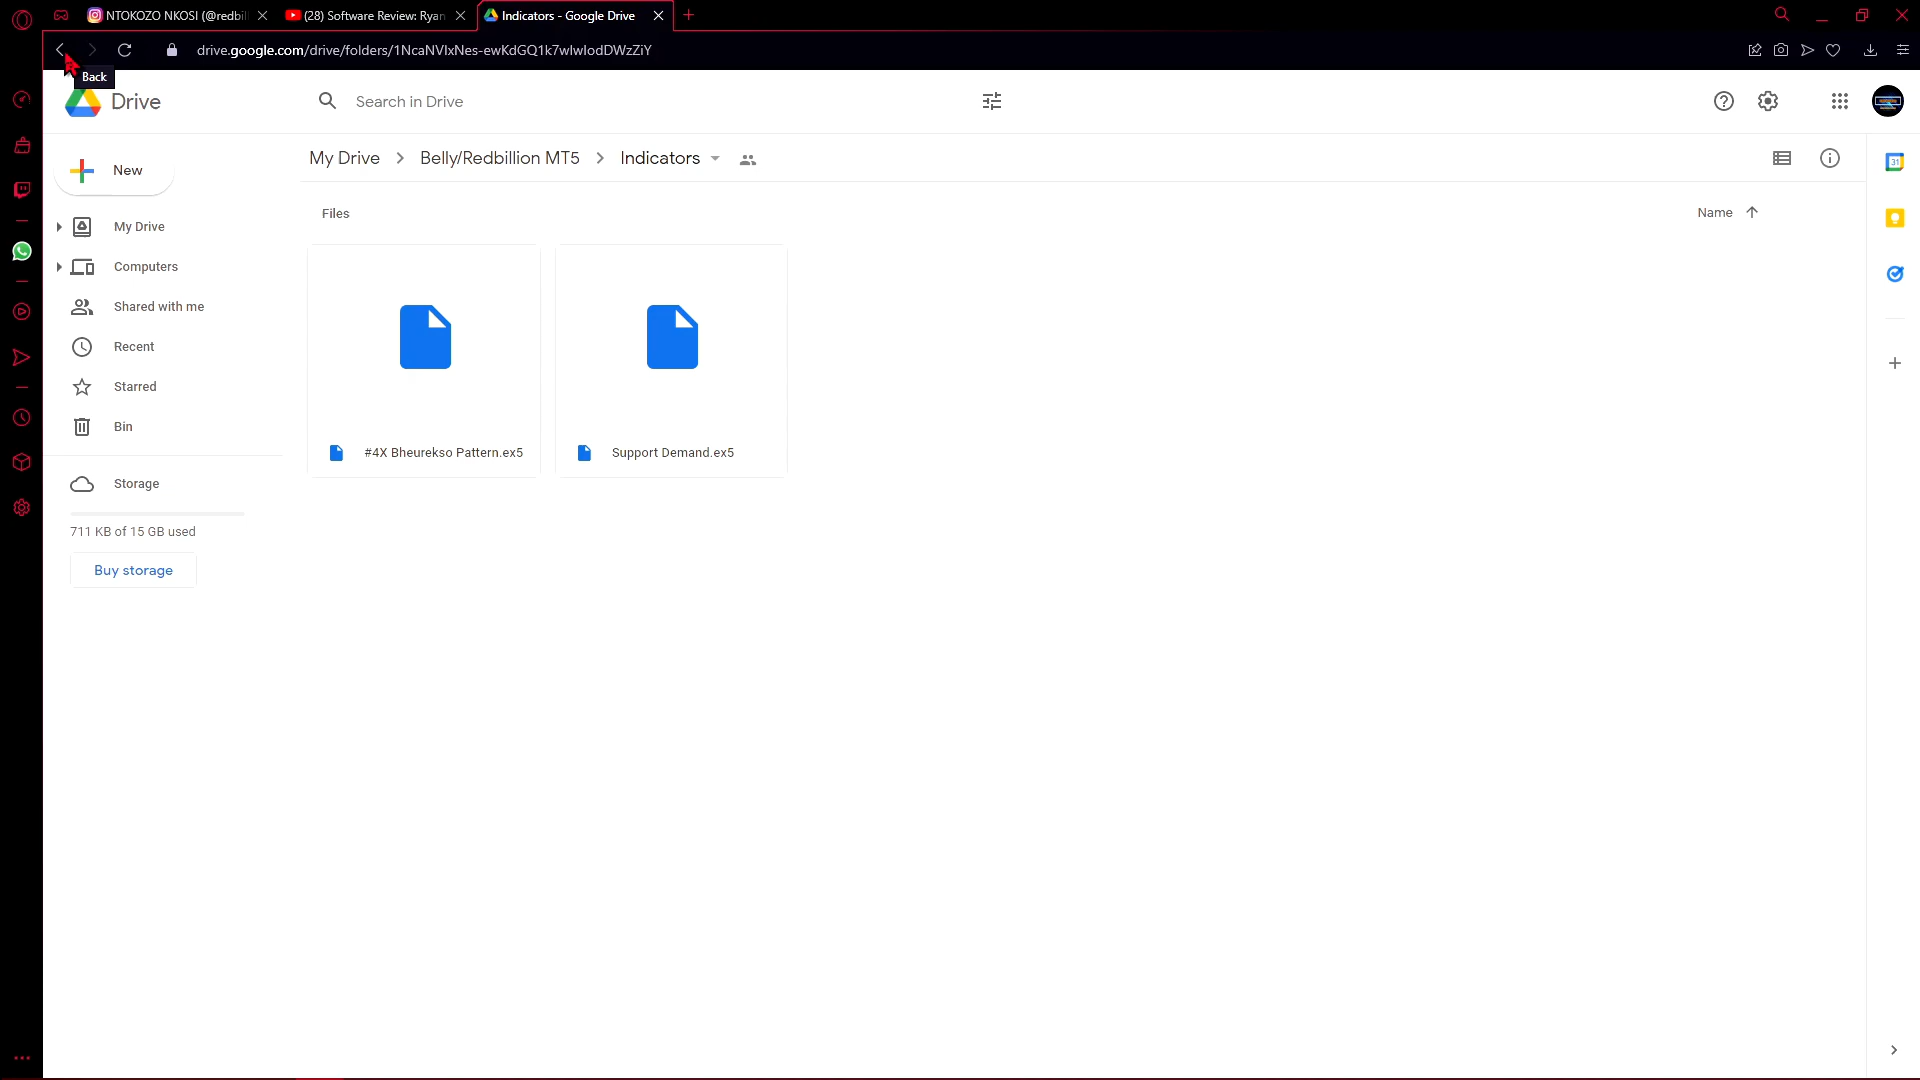 NTOKOZO NKOSI (@redbil
(28) Software Review: Ryan
Indicators - Google Drive
drive.google.com/drive/folders/1NcaNVIxNes-ewKdGQ1k7wIwIodDWzZiY
Back
Drive
Search in Drive
New
My Drive
Belly/Redbillion MT5
Indicators
31
My Drive
Computers
Shared with me
Recent
Starred
Bin
Storage
711 KB of 15 GB used
Buy storage
Files
Name
#4X Bheurekso Pattern.ex5
Support Demand.ex5